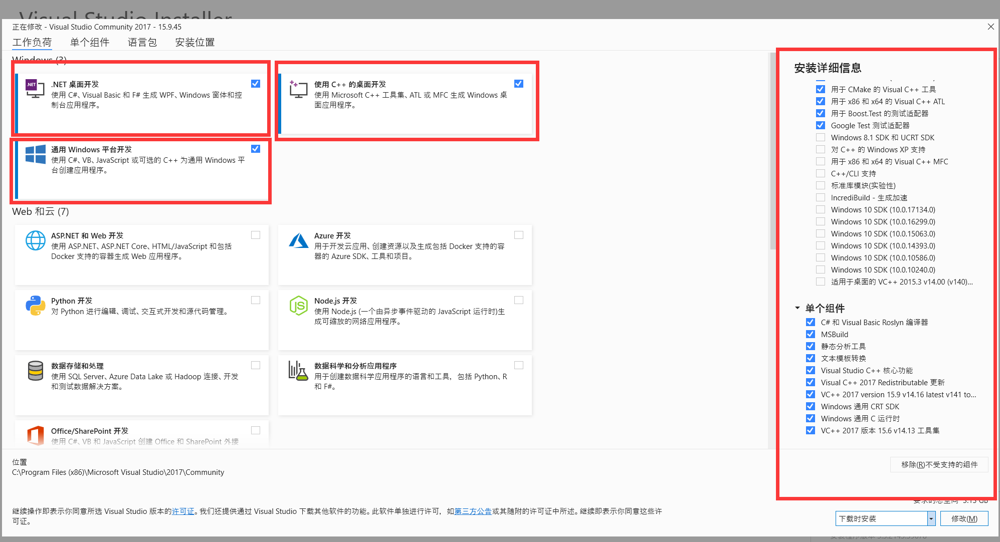 Visual Studio Installer
正在修改 - Visual Studio Community 2017 - 15.9.45
工作负荷 单个组件 语言包 安装位置
Windows (3)
.NET 桌面开发
使用 C#、Visual Basic 和 F# 生成 WPF、Windows 窗体和控
制台应用程序。
使用 C++ 的桌面开发
使用 Microsoft C++ 工具集、ATL 或 MFC 生成 Windows 桌
面应用程序。
通用 Windows 平台开发
使用 C#、VB、JavaScript 或可选的 C++ 为通用 Windows 平
台创建应用程序。
Web 和云 (7)
ASP.NET 和 Web 开发
使用 ASP.NET、ASP.NET Core、HTML/JavaScript 和包括
Docker 支持的容器生成 Web 应用程序。
Azure 开发
用于开发云应用、创建资源以及生成包括 Docker 支持的容
器的 Azure SDK、工具和项目。
Python 开发
对 Python 进行编辑、调试、交互式开发和源代码管理。
Node.js 开发
使用 Node.js (一个由异步事件驱动的 JavaScript 运行时)生
成可缩放的网络应用程序。
数据存储和处理
使用 SQL Server、Azure Data Lake 或 Hadoop 连接、开发
和测试数据解决方案。
数据科学和分析应用程序
用于创建数据科学应用程序的语言和工具，包括 Python、R
和 F#。
Office/SharePoint 开发
使用 C#、VB 和 JavaScript 创建 Office 和 SharePoint 外接
安装详细信息
用于 CMake 的 Visual C++ 工具
用于 x86 和 x64 的 Visual C++ ATL
用于 Boost.Test 的测试适配器
Google Test 测试适配器
Windows 8.1 SDK 和 UCRT SDK
对 C++ 的 Windows XP 支持
用于 x86 和 x64 的 Visual C++ MFC
C++/CLI 支持
标准库模块(实验性)
IncrediBuild - 生成加速
Windows 10 SDK (10.0.17134.0)
Windows 10 SDK (10.0.16299.0)
Windows 10 SDK (10.0.15063.0)
Windows 10 SDK (10.0.14393.0)
Windows 10 SDK (10.0.10586.0)
Windows 10 SDK (10.0.10240.0)
适用于桌面的 VC++ 2015.3 v14.00 (v140)...
单个组件
C# 和 Visual Basic Roslyn 编译器
MSBuild
静态分析工具
文本模板转换
Visual Studio C++ 核心功能
Visual C++ 2017 Redistributable 更新
VC++ 2017 version 15.9 v14.16 latest v141 to...
Windows 通用 CRT SDK
Windows 通用 C 运行时
VC++ 2017 版本 15.6 v14.13 工具集
移除(R)不受支持的组件
位置
C:\Program Files (x86)\Microsoft Visual Studio\2017\Community
继续操作即表示你同意所选 Visual Studio 版本的许可证。我们还提供通过 Visual Studio 下载其他软件的功能。此软件单独进行许可，如第三方公告或其随附的许可证中所述。继续即表示你同意这些许
可证。
下载时安装
修改(M)